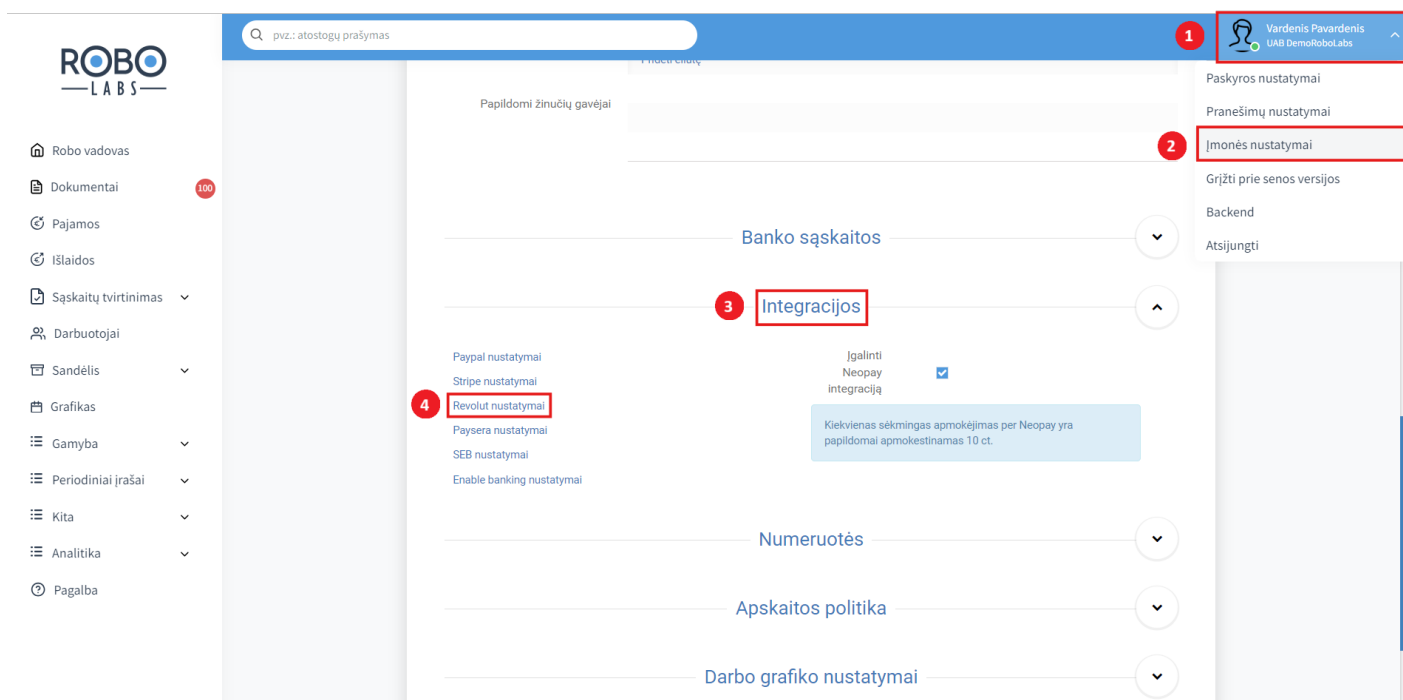 ROBO
LABS
pvz.: atostogų prašymas
1
Vardenis Pavardenis
UAB DemoRoboLabs
Robo vadovas
Dokumentai
100
Pajamos
Išlaidos
Sąskaitų tvirtinimas
Darbuotojai
Sandėlis
Grafikas
Gamyba
Periodiniai įrašai
Kita
Analitika
Pagalba
Pridėti eilutę
Papildomi žinučių gavėjai
Paskyros nustatymai
Pranešimų nustatymai
2
Įmonės nustatymai
Grįžti prie senos versijos
Backend
Atsijungti
Banko sąskaitos
3
Integracijos
Paypal nustatymai
Stripe nustatymai
4
Revolut nustatymai
Paysera nustatymai
SEB nustatymai
Enable banking nustatymai
Įgalinti
Neopay
integraciją
Kiekvienas sėkmingas apmokėjimas per Neopay yra
papildomai apmokestinamas 10 ct.
Numeruotės
Apskaitos politika
Darbo grafiko nustatymai